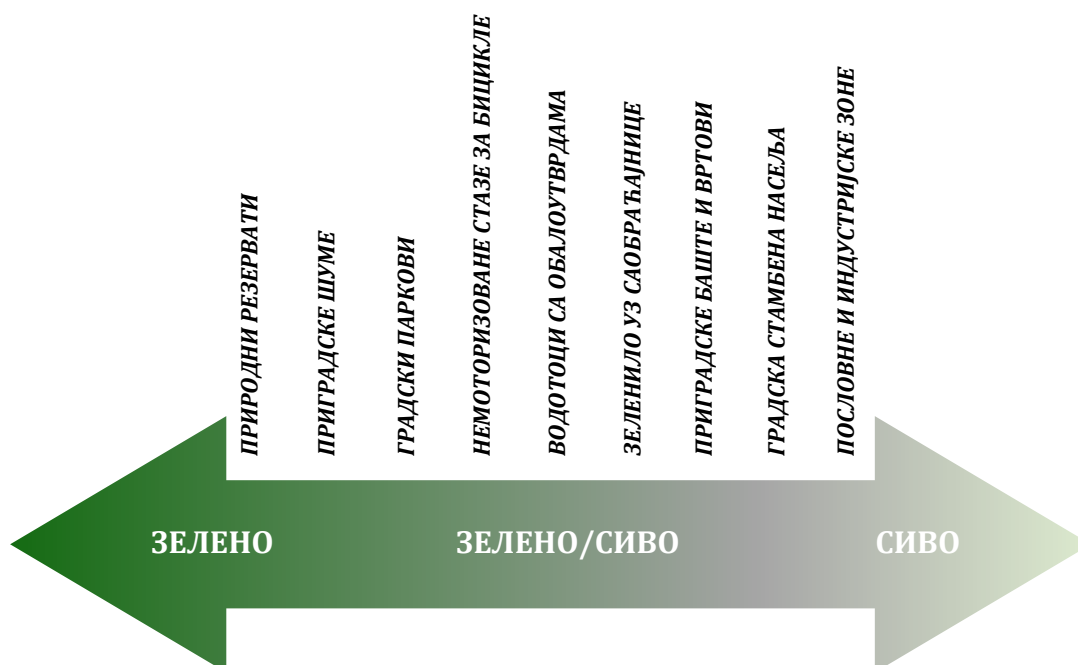 ПРИРОДНИ РЕЗЕРВАТИ
ПРИГРАДСКЕ ШУМЕ
ГРАДСКИ ПАРКОВИ
НЕМОТОРИЗОВАНЕ СТАЗЕ ЗА БИЦИКЛЕ
ВОДОТОЦИ СА ОБАЛОУТВРДАМА
ЗЕЛЕНИЛО УЗ САОБРАЋАЈНИЦЕ
ПРИГРАДСКЕ БАШТЕ И ВРТОВИ
ГРАДСКА СТАМБЕНА НАСЕЉА
ПОСЛОВНЕ И ИНДУСТРИЈСКЕ ЗОНЕ
ЗЕЛЕНО
ЗЕЛЕНО/СИВО
СИВО